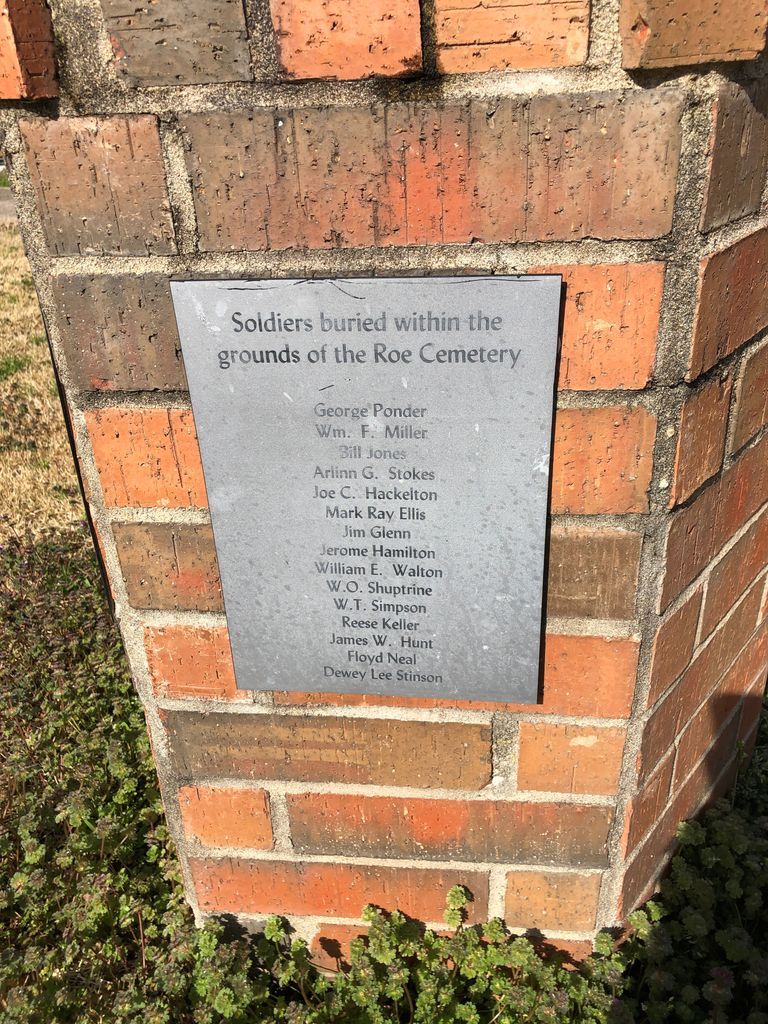 Soldiers buried within the
grounds of the Roe Cemetery
George Ponder
Wm. F. Miller
Bill Jones
Arlinn G. Stokes
Joe C. Hackelton
Mark Ray Ellis
Jim Glenn
Jerome Hamilton
William E. Walton
W.O. Shuptrine
W.T. Simpson
Reese Keller
James W. Hunt
Floyd Neal
Dewey Lee Stinson